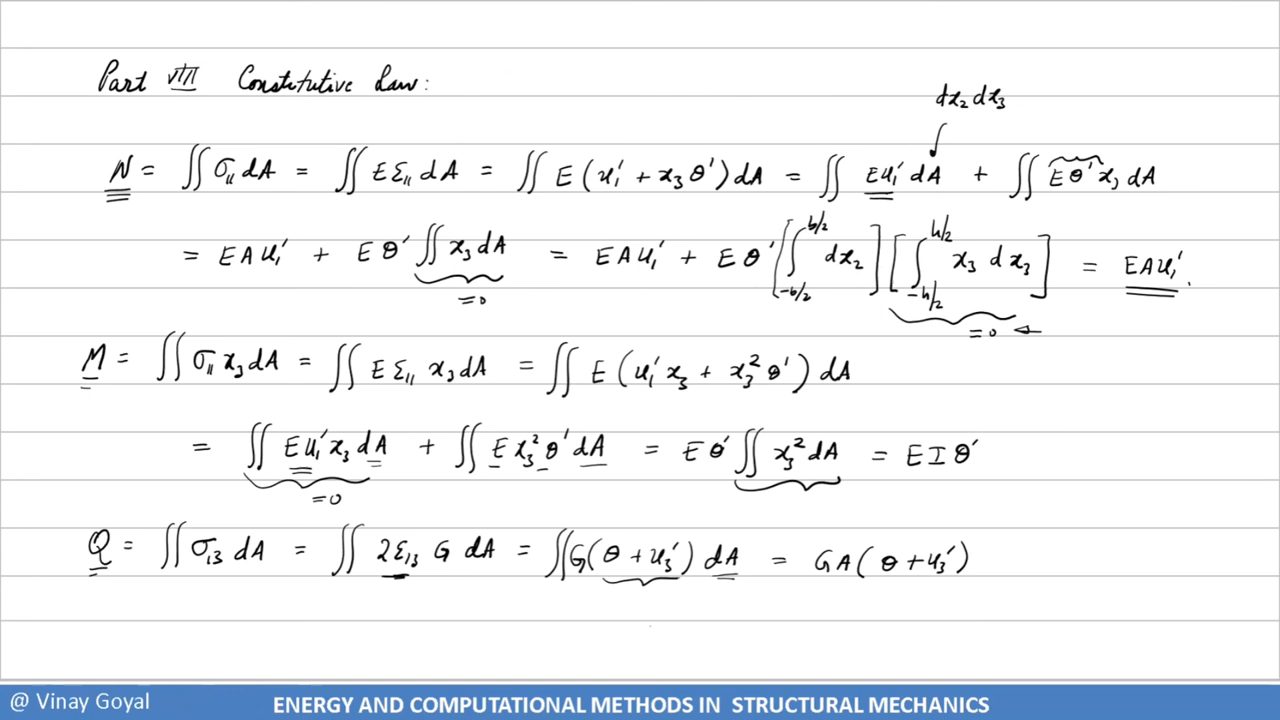 Part VIII Constitutive Law:
dx₂ dx₃
N = ∬ σ₁₁ dA = ∬ E ε₁₁ dA = ∬ E (u₁' + x₃ θ') dA = ∬ E u₁' dA + ∬ E θ' x₃ dA
= E A u₁' + E θ' ∬ x₃ dA = E A u₁' + E θ' [∫_{-b/2}^{b/2} dx₂] [∫_{-h/2}^{h/2} x₃ dx₃] = E A u₁'.
= 0
= 0
M = ∬ σ₁₁ x₃ dA = ∬ E ε₁₁ x₃ dA = ∬ E (u₁' x₃ + x₃² θ') dA
= ∬ E u₁' x₃ dA + ∬ E x₃² θ' dA = E θ' ∬ x₃² dA = E I θ'
= 0
Q = ∬ σ₁₃ dA = ∬ 2ε₁₃ G dA = ∬ G (θ + u₃') dA = G A (θ + u₃')
@ Vinay Goyal ENERGY AND COMPUTATIONAL METHODS IN STRUCTURAL MECHANICS